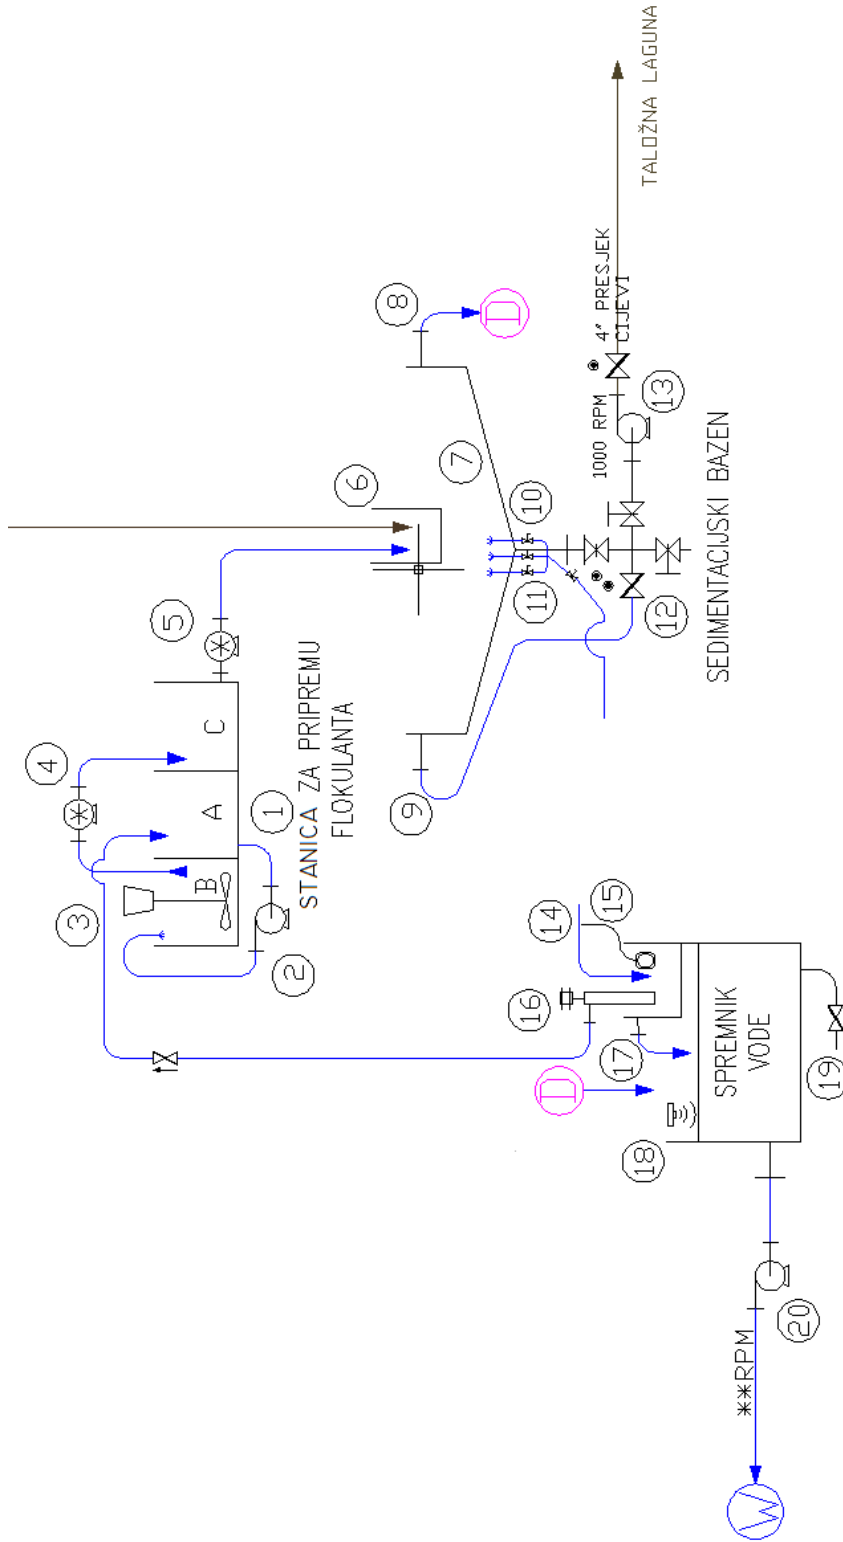 TALOŽNA LAGUNA
4" PRESJEK
CIJEVI
1000 RPM
8
D
13
7
6
10
11
12
SEDIMENTACIJSKI BAZEN
5
4
C
A
B
1
STANICA ZA PRIPREMU
FLOKULANTA
3
2
9
14
15
16
17
D
18
SPREMNIK
VODE
19
20
**RPM
W